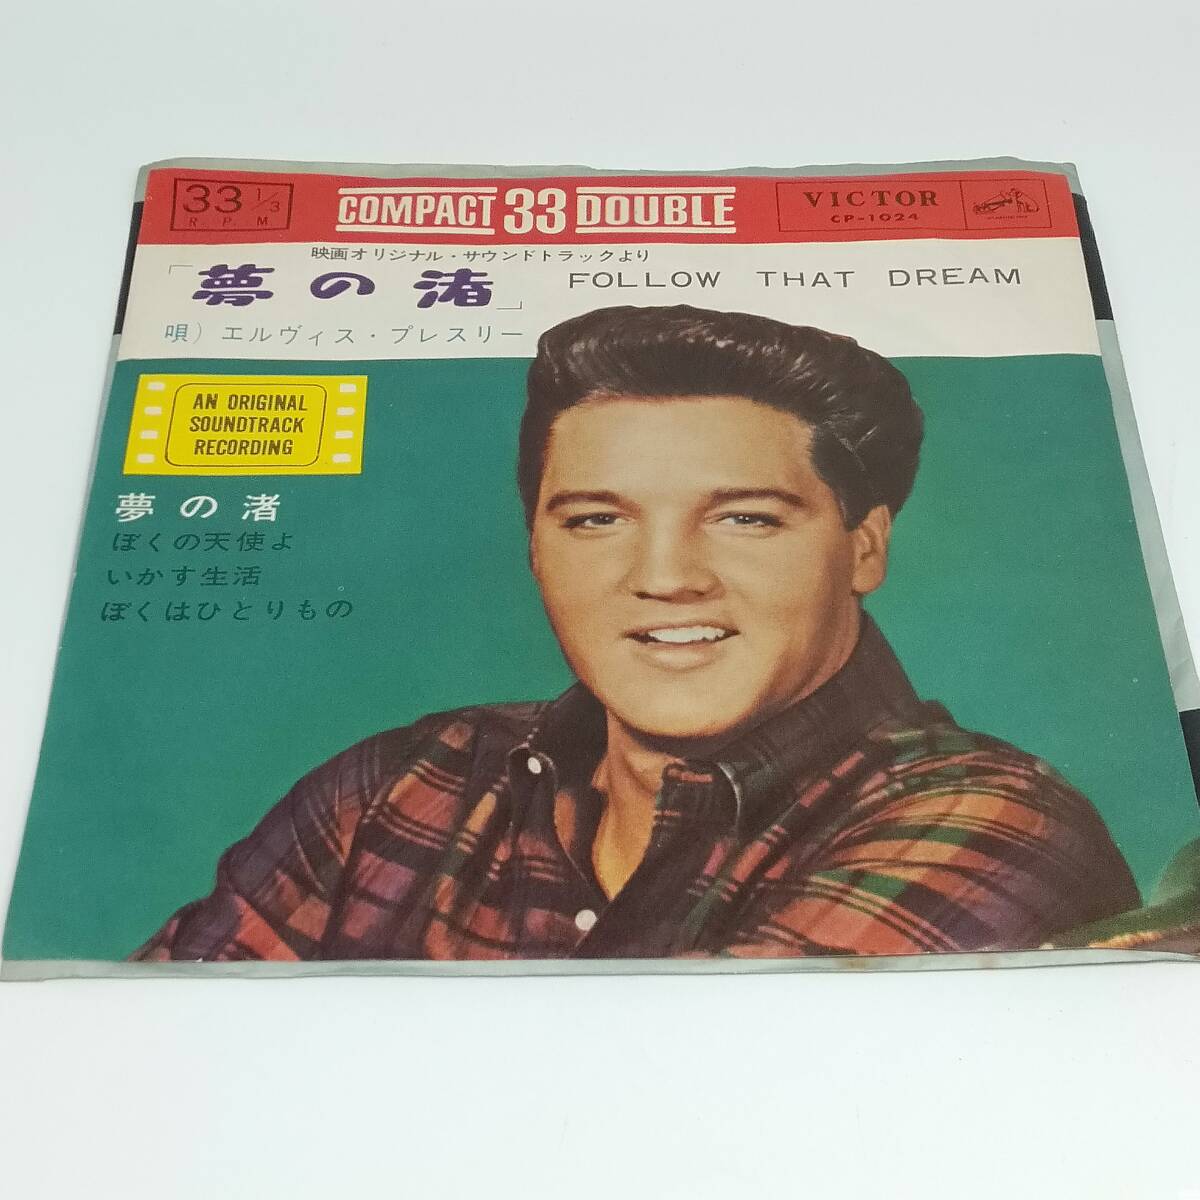 33 1/3
R. P. M
COMPACT 33 DOUBLE
VICTOR
CP-1024
映画オリジナル・サウンドトラックより
「夢の渚」 FOLLOW THAT DREAM
唄）エルヴィス・プレスリー
AN ORIGINAL
SOUNDTRACK
RECORDING
夢の渚
ぼくの天使よ
いかす生活
ぼくはひとりもの